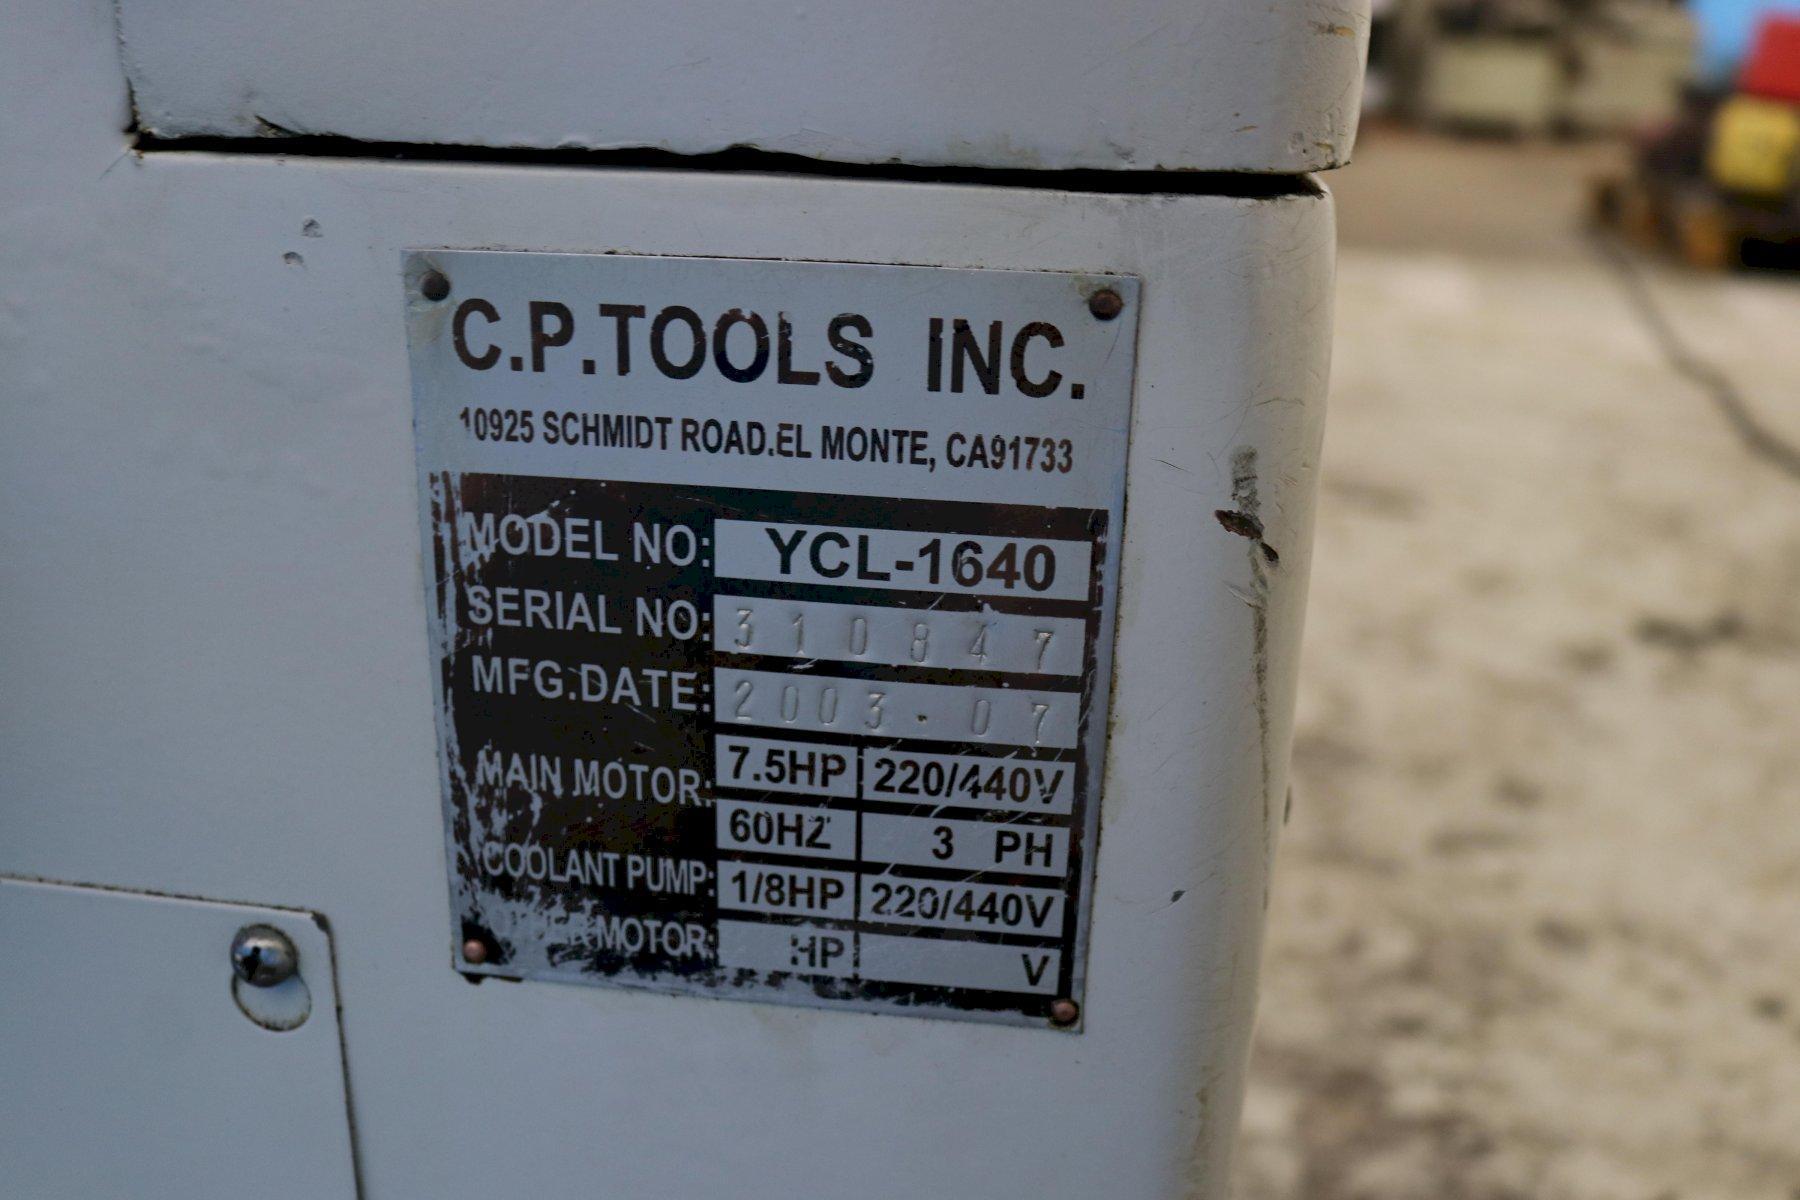 C.P.TOOLS INC.
10925 SCHMIDT ROAD.EL MONTE, CA91733
MODEL NO: YCL-1640
SERIAL NO: 310847
MFG.DATE: 2003.07
MAIN MOTOR: 7.5HP 220/440V
60HZ 3 PH
COOLANT PUMP: 1/8HP 220/440V
MOTOR: HP V